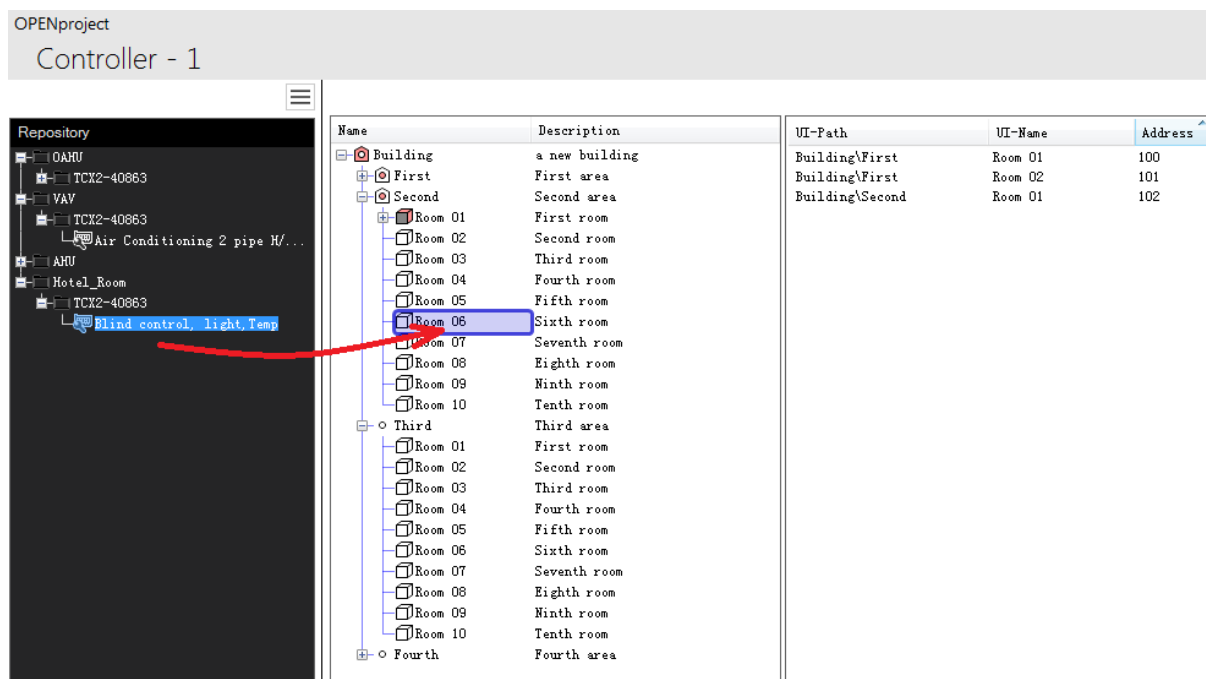 OPENproject
Controller - 1
Repository
OAHU
TCX2-40863
VAV
TCX2-40863
Air Conditioning 2 pipe H/...
AHU
Hotel_Room
TCX2-40863
Blind control, light,Temp
Name Description
Building a new building
First First area
Second Second area
Room 01 First room
Room 02 Second room
Room 03 Third room
Room 04 Fourth room
Room 05 Fifth room
Room 06 Sixth room
Room 07 Seventh room
Room 08 Eighth room
Room 09 Ninth room
Room 10 Tenth room
Third Third area
Room 01 First room
Room 02 Second room
Room 03 Third room
Room 04 Fourth room
Room 05 Fifth room
Room 06 Sixth room
Room 07 Seventh room
Room 08 Eighth room
Room 09 Ninth room
Room 10 Tenth room
Fourth Fourth area
UI-Path UI-Name Address
Building\First Room 01 100
Building\First Room 02 101
Building\Second Room 01 102